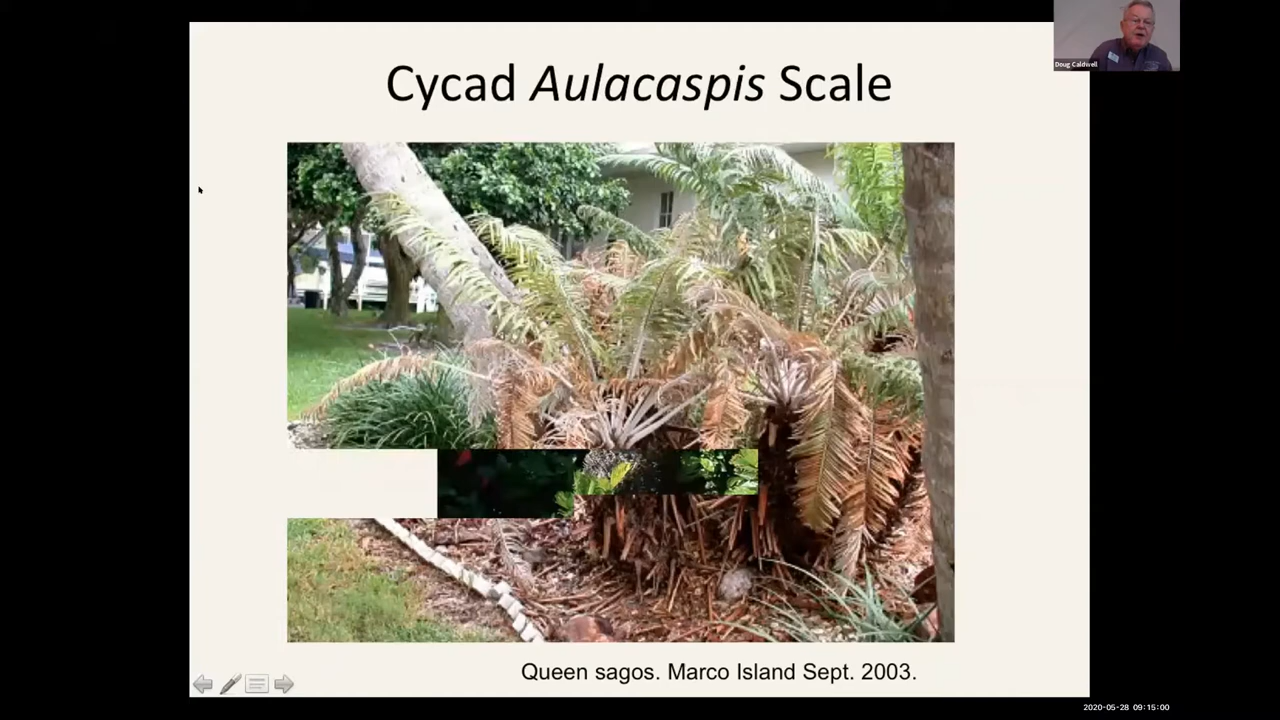 Doug Caldwell
Cycad Aulacaspis Scale
Queen sagos. Marco Island Sept. 2003.
2020-05-28 09:15:00